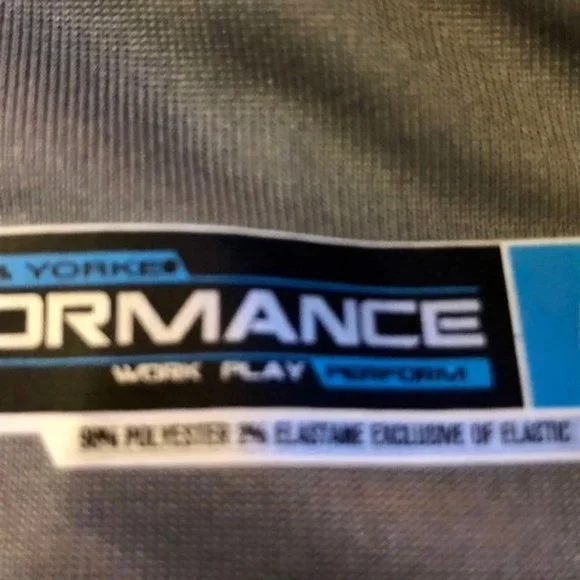 & YORKE®
ORMANCE
WORK PLAY PERFORM
98% POLYESTER 2% ELASTANE EXCLUSIVE OF ELASTIC